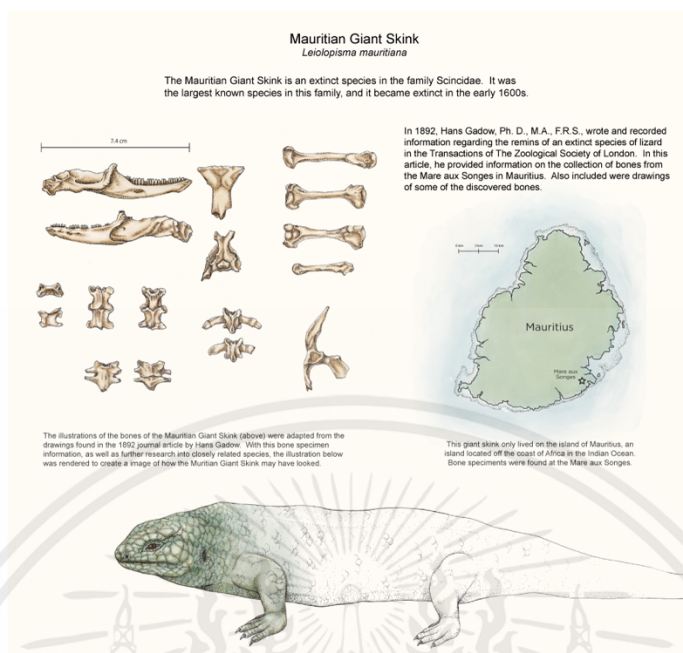 Mauritian Giant Skink
Leiolopisma mauritiana
The Mauritian Giant Skink is an extinct species in the family Scincidae.  It was
the largest known species in this family, and it became extinct in the early 1600s.
In 1892, Hans Gadow, Ph. D., M.A., F.R.S., wrote and recorded
information regarding the remins of an extinct species of lizard
in the Transactions of The Zoological Society of London.  In this
article, he provided information on the collection of bones from
the Mare aux Songes in Mauritius.  Also included were drawings
of some of the discovered bones.
7.4 cm
Mauritius
Mare aux
Songes
The illustrations of the bones of the Mauritian Giant Skink (above) were adapted from the
drawings found in the 1892 journal article by Hans Gadow.  With this bone specimen
information, as well as further research into closely related species, the illustration below
was rendered to create a image of how the Muritian Giant Skink may have looked.
This giant skink only lived on the island of Mauritius, an
island located off the coast of Africa in the Indian Ocean.
Bone speciments were found at the Mare aux Songes.